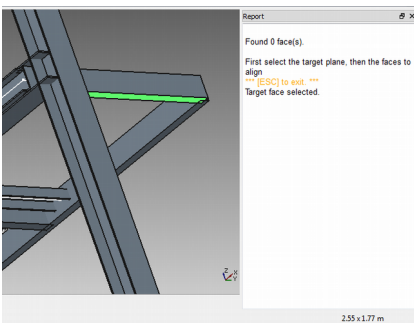 Report
Found 0 face(s).
First select the target plane, then the faces to
align
*** [ESC] to exit. ***
Target face selected.
Z
X
Y
2.55 x 1.77 m